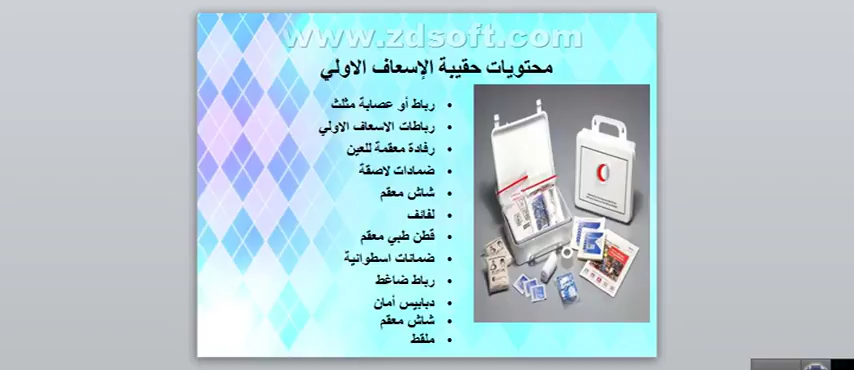 www.zdsoft.com
محتويات حقيبة الإسعاف الاولي
• رباط أو عصابة مثلث
• رباطات الاسعاف الاولي
• رفادة معقمة للعين
• ضمادات لاصقة
• شاش معقم
• لفائف
• قطن طبي معقم
• ضمانات اسطوانية
• رباط ضاغط
• دبابيس أمان
• شاش معقم
• ملقط